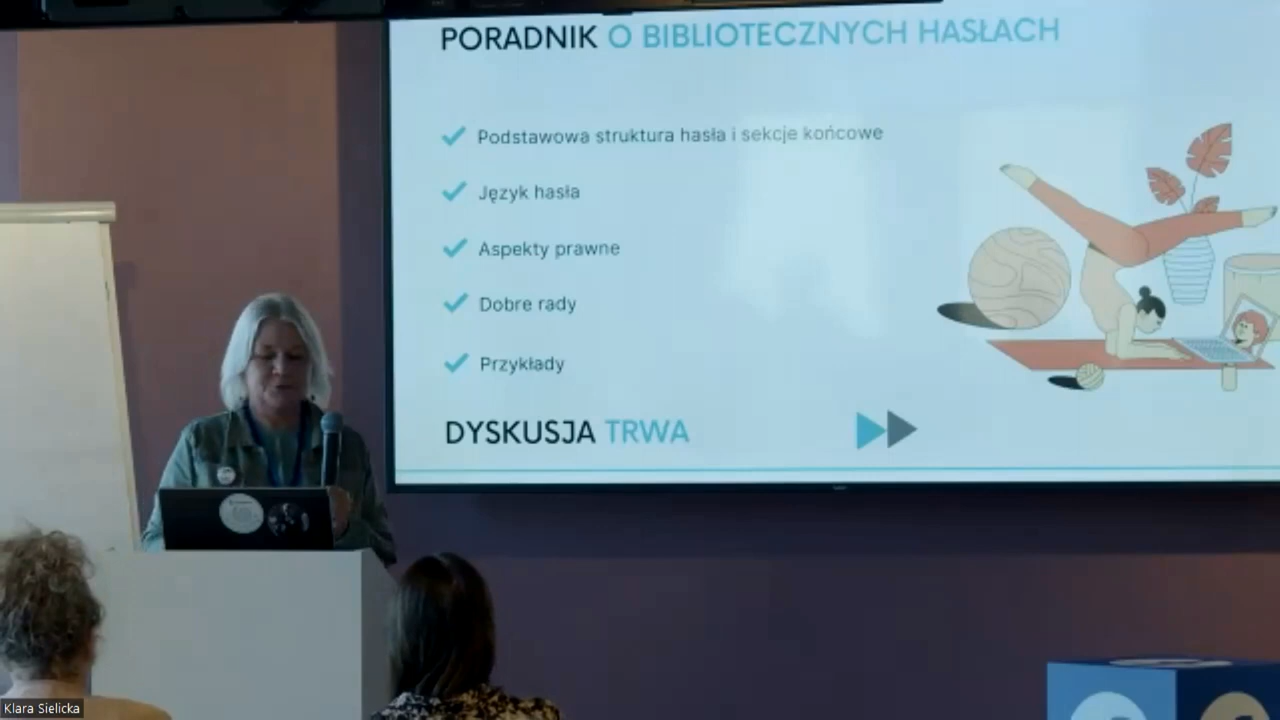 PORADNIK O BIBLIOTECZNYCH HASŁACH
Podstawowa struktura hasła i sekcje końcowe
Język hasła
Aspekty prawne
Dobre rady
Przykłady
DYSKUSJA TRWA
Klara Sielicka